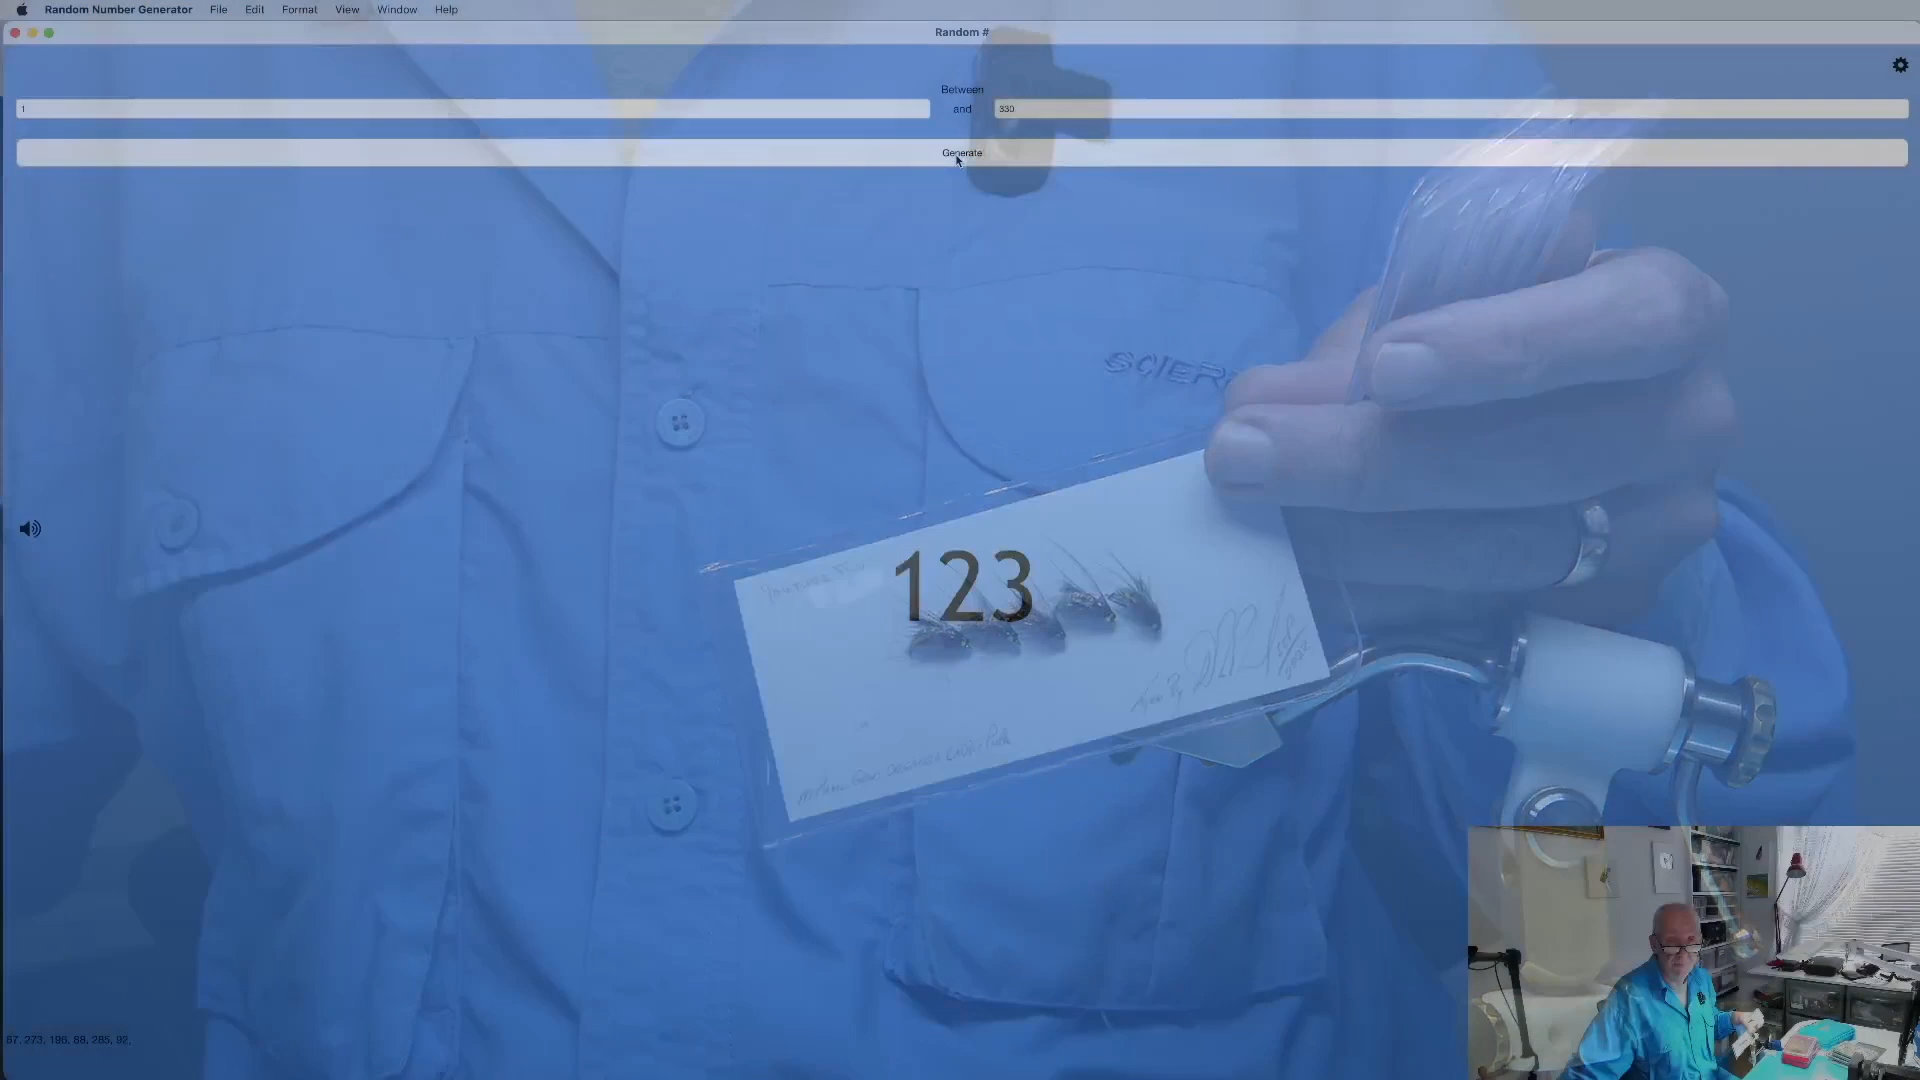 Random Number Generator File Edit Format View Window Help
Random #
Between
1 and 330
Generate
SCIER
123
67, 273, 196, 88, 285, 92,